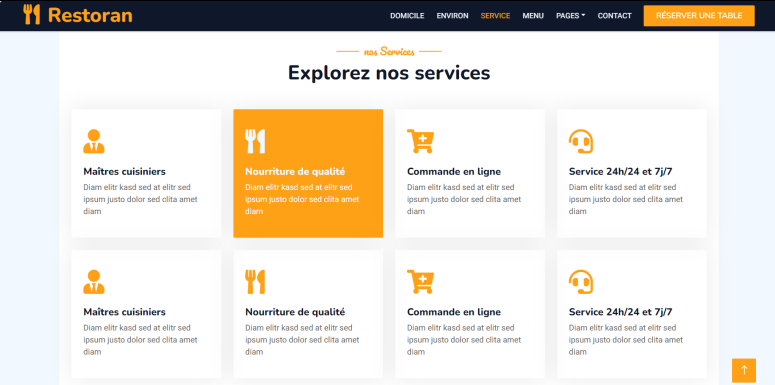 Restoran
DOMICILE ENVIRON SERVICE MENU PAGES CONTACT RÉSERVER UNE TABLE
nos Services
Explorez nos services
Maîtres cuisiniers
Diam elitr kasd sed at elitr sed
ipsum justo dolor sed clita amet
diam
Nourriture de qualité
Diam elitr kasd sed at elitr sed
ipsum justo dolor sed clita amet
diam
Commande en ligne
Diam elitr kasd sed at elitr sed
ipsum justo dolor sed clita amet
diam
Service 24h/24 et 7j/7
Diam elitr kasd sed at elitr sed
ipsum justo dolor sed clita amet
diam
Maîtres cuisiniers
Diam elitr kasd sed at elitr sed
ipsum justo dolor sed clita amet
diam
Nourriture de qualité
Diam elitr kasd sed at elitr sed
ipsum justo dolor sed clita amet
diam
Commande en ligne
Diam elitr kasd sed at elitr sed
ipsum justo dolor sed clita amet
diam
Service 24h/24 et 7j/7
Diam elitr kasd sed at elitr sed
ipsum justo dolor sed clita amet
diam